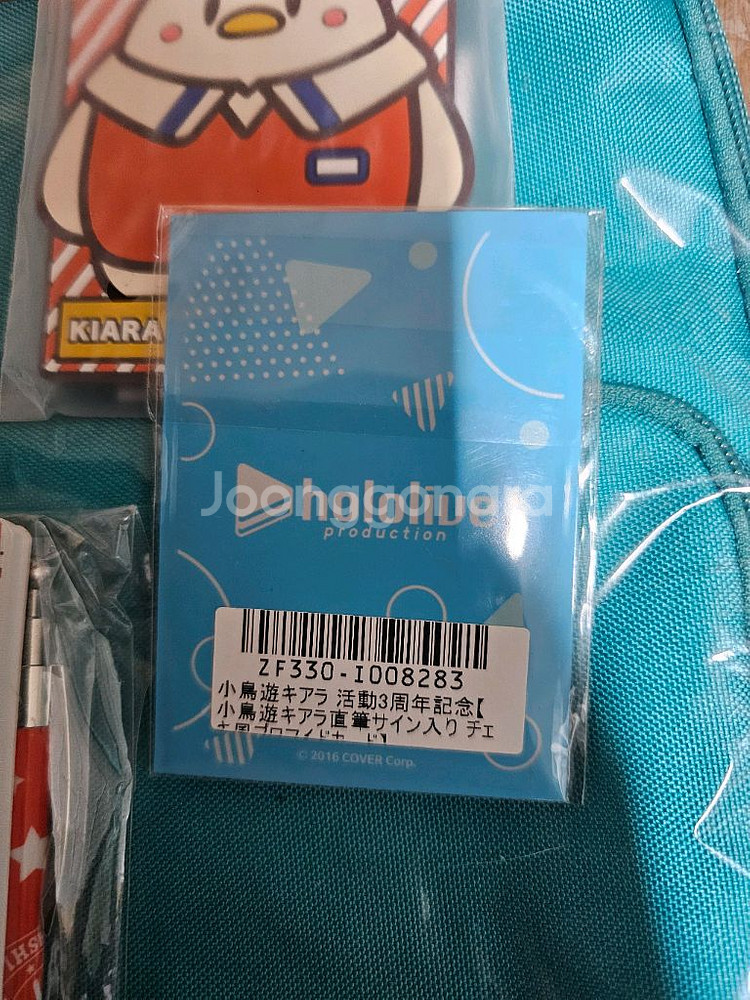 KIARA
hololive
production
Joonggonara
ZF330-I008283
小鳥遊キアラ 活動3周年記念【
小鳥遊キアラ直筆サイン入り チェ
© 2016 COVER Corp.